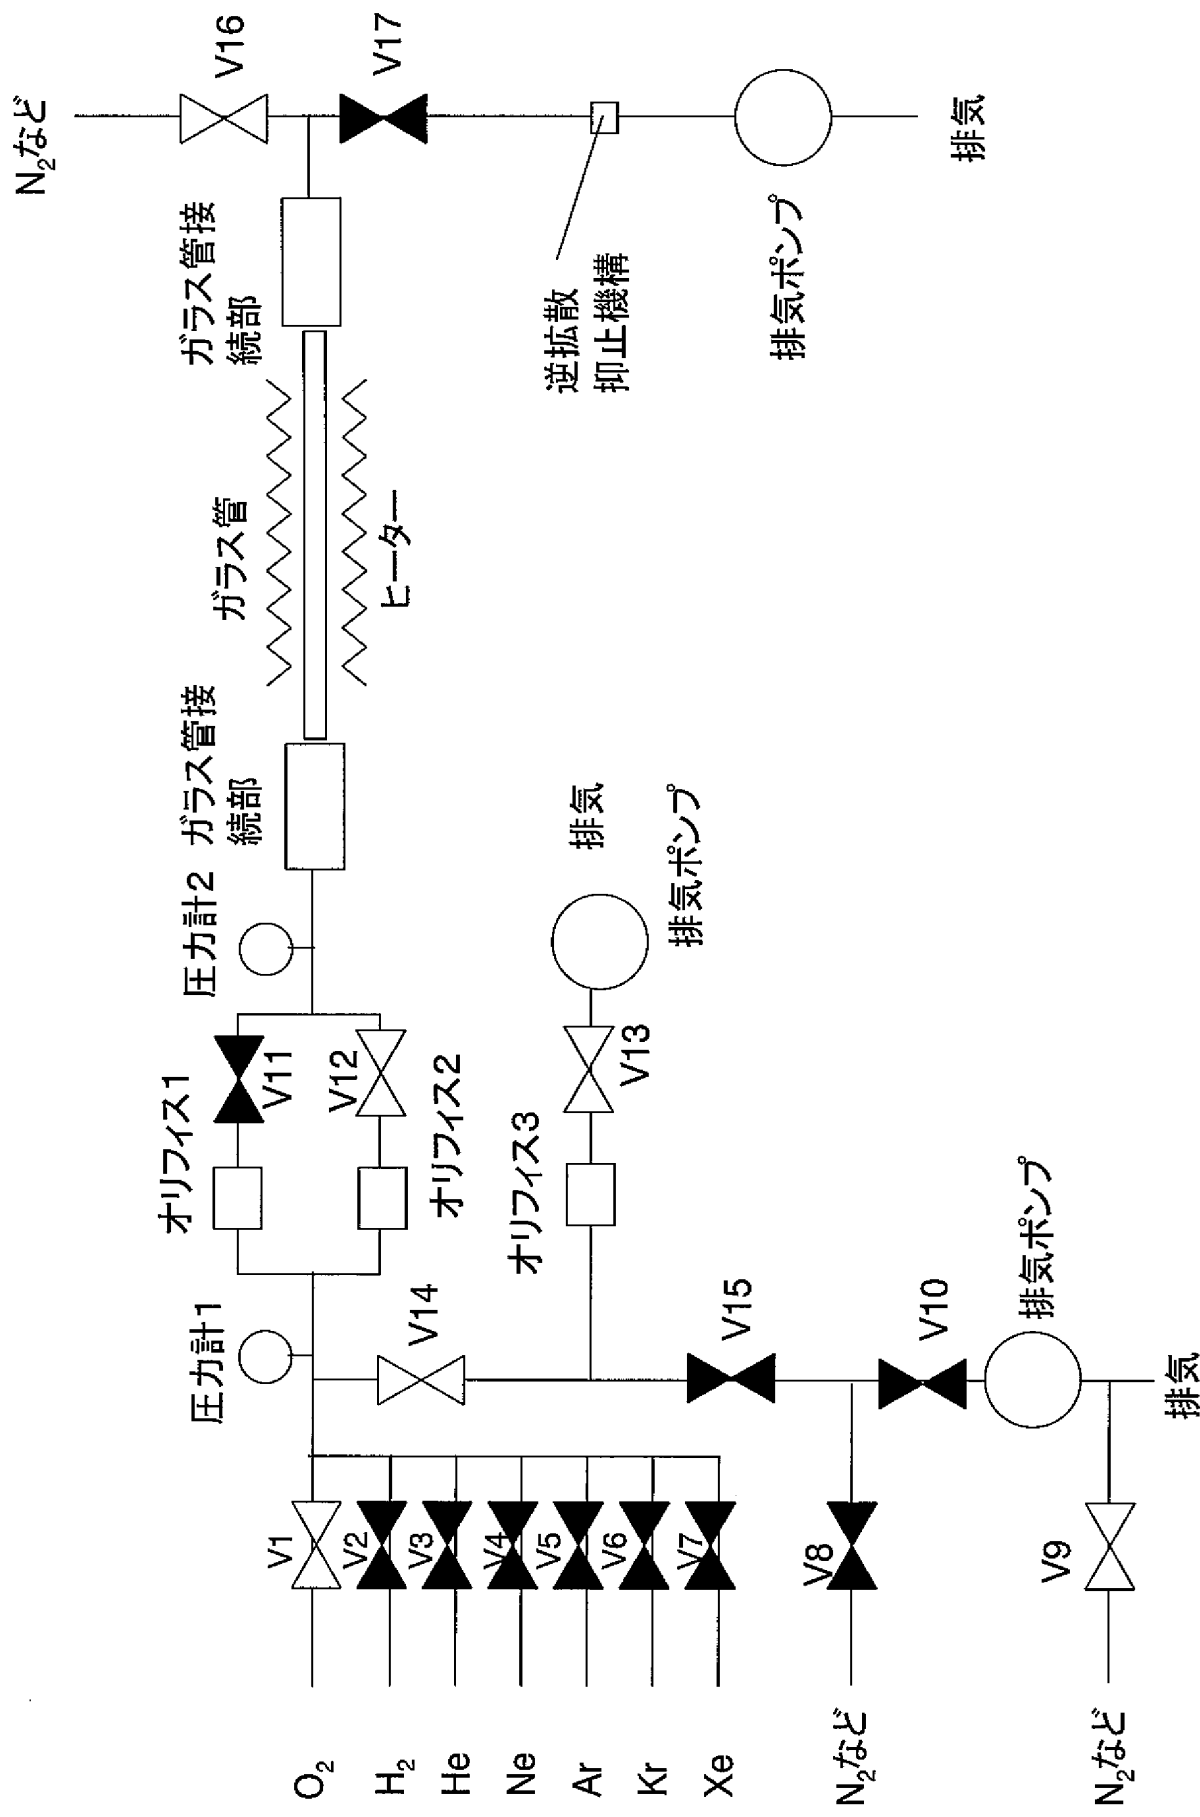 O₂
H₂
He
Ne
Ar
Kr
Xe
N₂など
N₂など
V1
V2
V3
V4
V5
V6
V7
V8
V9
圧力計1
V14
V15
V10
排気ポンプ
排気
オリフィス1
V11
V12
オリフィス2
オリフィス3
V13
排気
排気ポンプ
圧力計2
ガラス管接
続部
ガラス管
ヒーター
ガラス管接
続部
N₂など
V16
V17
逆拡散
抑止機構
排気ポンプ
排気